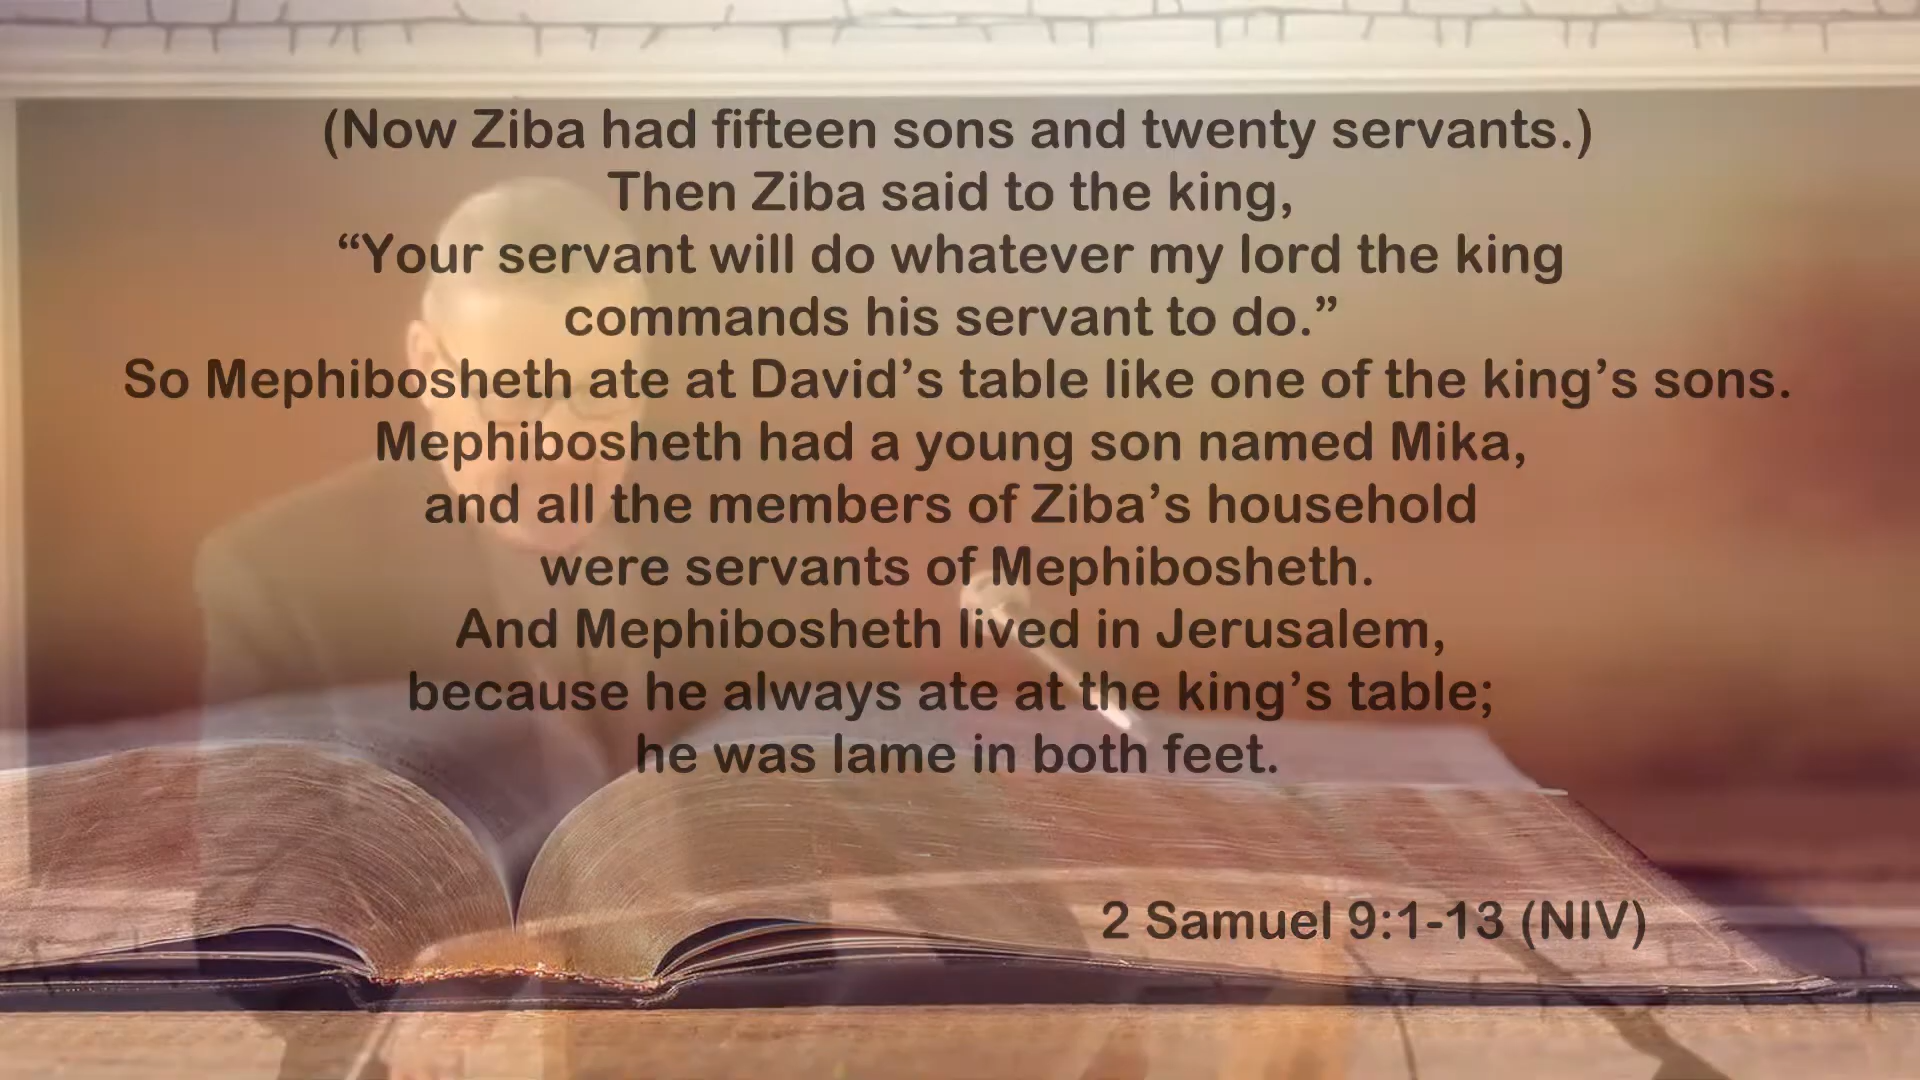 (Now Ziba had fifteen sons and twenty servants.)
Then Ziba said to the king,
“Your servant will do whatever my lord the king
commands his servant to do.”
So Mephibosheth ate at David’s table like one of the king’s sons.
Mephibosheth had a young son named Mika,
and all the members of Ziba’s household
were servants of Mephibosheth.
And Mephibosheth lived in Jerusalem,
because he always ate at the king’s table;
he was lame in both feet.
2 Samuel 9:1-13 (NIV)